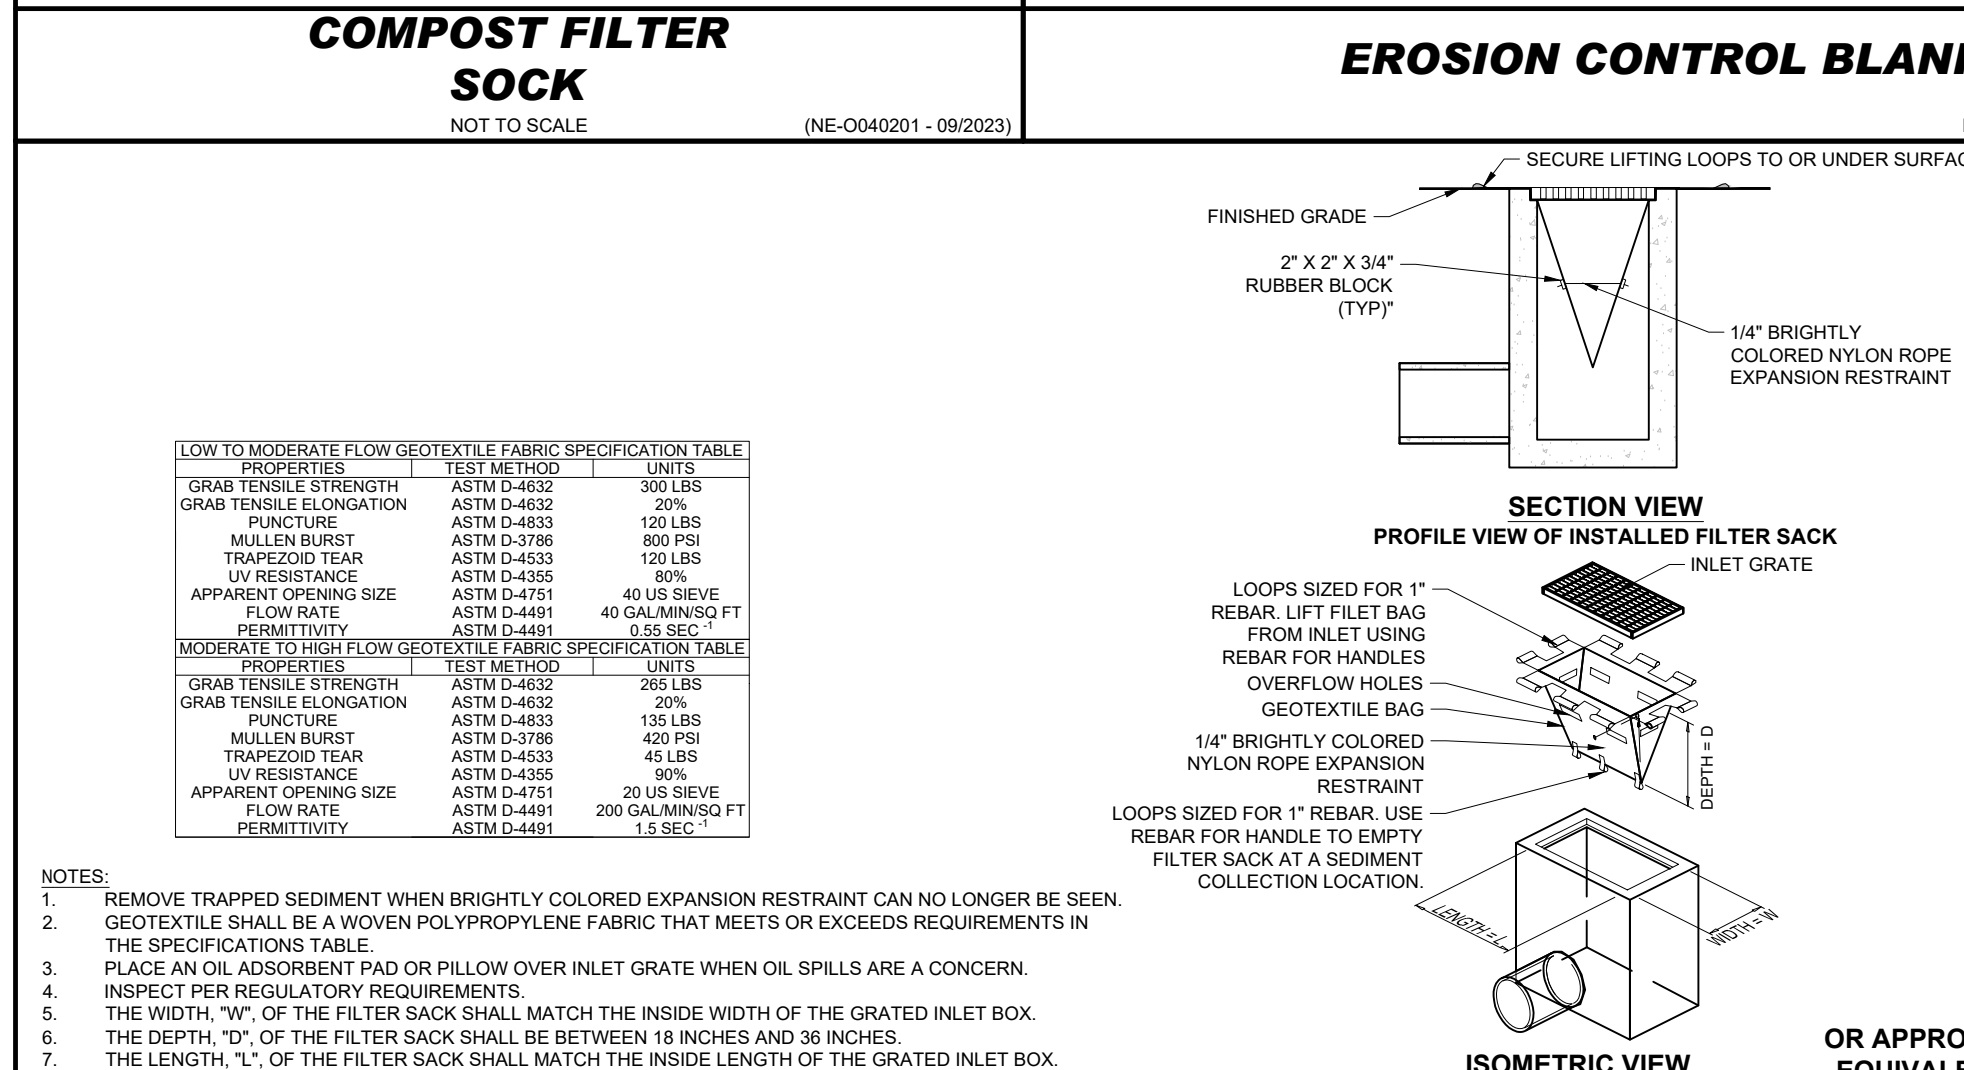 COMPOST FILTER
SOCK
NOT TO SCALE (NE-O040201 - 09/2023)
EROSION CONTROL
SECURE LIFTING LOOPS TO OR UNDER
FINISHED GRADE
2" X 2" X 3/4"
RUBBER BLOCK
(TYP)"
1/4" BRIGHTLY
COLORED NYLON ROPE
EXPANSION RESTRAINT
SECTION VIEW
PROFILE VIEW OF INSTALLED FILTER SACK
INLET GRATE
LOOPS SIZED FOR 1"
REBAR. LIFT FILET BAG
FROM INLET USING
REBAR FOR HANDLES
OVERFLOW HOLES
GEOTEXTILE BAG
1/4" BRIGHTLY COLORED
NYLON ROPE EXPANSION
RESTRAINT
LOOPS SIZED FOR 1" REBAR. USE
REBAR FOR HANDLE TO EMPTY
FILTER SACK AT A SEDIMENT
COLLECTION LOCATION.
DEPTH = D
LENGTH = L
WIDTH = W
ISOMETRIC VIEW
OR
LOW TO MODERATE FLOW GEOTEXTILE FABRIC SPECIFICATION TABLE
PROPERTIES TEST METHOD UNITS
GRAB TENSILE STRENGTH ASTM D-4632 300 LBS
GRAB TENSILE ELONGATION ASTM D-4632 20%
PUNCTURE ASTM D-4833 120 LBS
MULLEN BURST ASTM D-3786 800 PSI
TRAPEZOID TEAR ASTM D-4533 120 LBS
UV RESISTANCE ASTM D-4355 80%
APPARENT OPENING SIZE ASTM D-4751 40 US SIEVE
FLOW RATE ASTM D-4491 40 GAL/MIN/SQ FT
PERMITTIVITY ASTM D-4491 0.55 SEC -1
MODERATE TO HIGH FLOW GEOTEXTILE FABRIC SPECIFICATION TABLE
PROPERTIES TEST METHOD UNITS
GRAB TENSILE STRENGTH ASTM D-4632 265 LBS
GRAB TENSILE ELONGATION ASTM D-4632 20%
PUNCTURE ASTM D-4833 135 LBS
MULLEN BURST ASTM D-3786 420 PSI
TRAPEZOID TEAR ASTM D-4533 45 LBS
UV RESISTANCE ASTM D-4355 90%
APPARENT OPENING SIZE ASTM D-4751 20 US SIEVE
FLOW RATE ASTM D-4491 200 GAL/MIN/SQ FT
PERMITTIVITY ASTM D-4491 1.5 SEC -1
NOTES:
1. REMOVE TRAPPED SEDIMENT WHEN BRIGHTLY COLORED EXPANSION RESTRAINT CAN NO LONGER BE SEEN.
2. GEOTEXTILE SHALL BE A WOVEN POLYPROPYLENE FABRIC THAT MEETS OR EXCEEDS REQUIREMENTS IN
THE SPECIFICATIONS TABLE.
3. PLACE AN OIL ADSORBENT PAD OR PILLOW OVER INLET GRATE WHEN OIL SPILLS ARE A CONCERN.
4. INSPECT PER REGULATORY REQUIREMENTS.
5. THE WIDTH, "W", OF THE FILTER SACK SHALL MATCH THE INSIDE WIDTH OF THE GRATED INLET BOX.
6. THE DEPTH, "D", OF THE FILTER SACK SHALL BE BETWEEN 18 INCHES AND 36 INCHES.
7. THE LENGTH, "L", OF THE FILTER SACK SHALL MATCH THE INSIDE LENGTH OF THE GRATED INLET BOX.